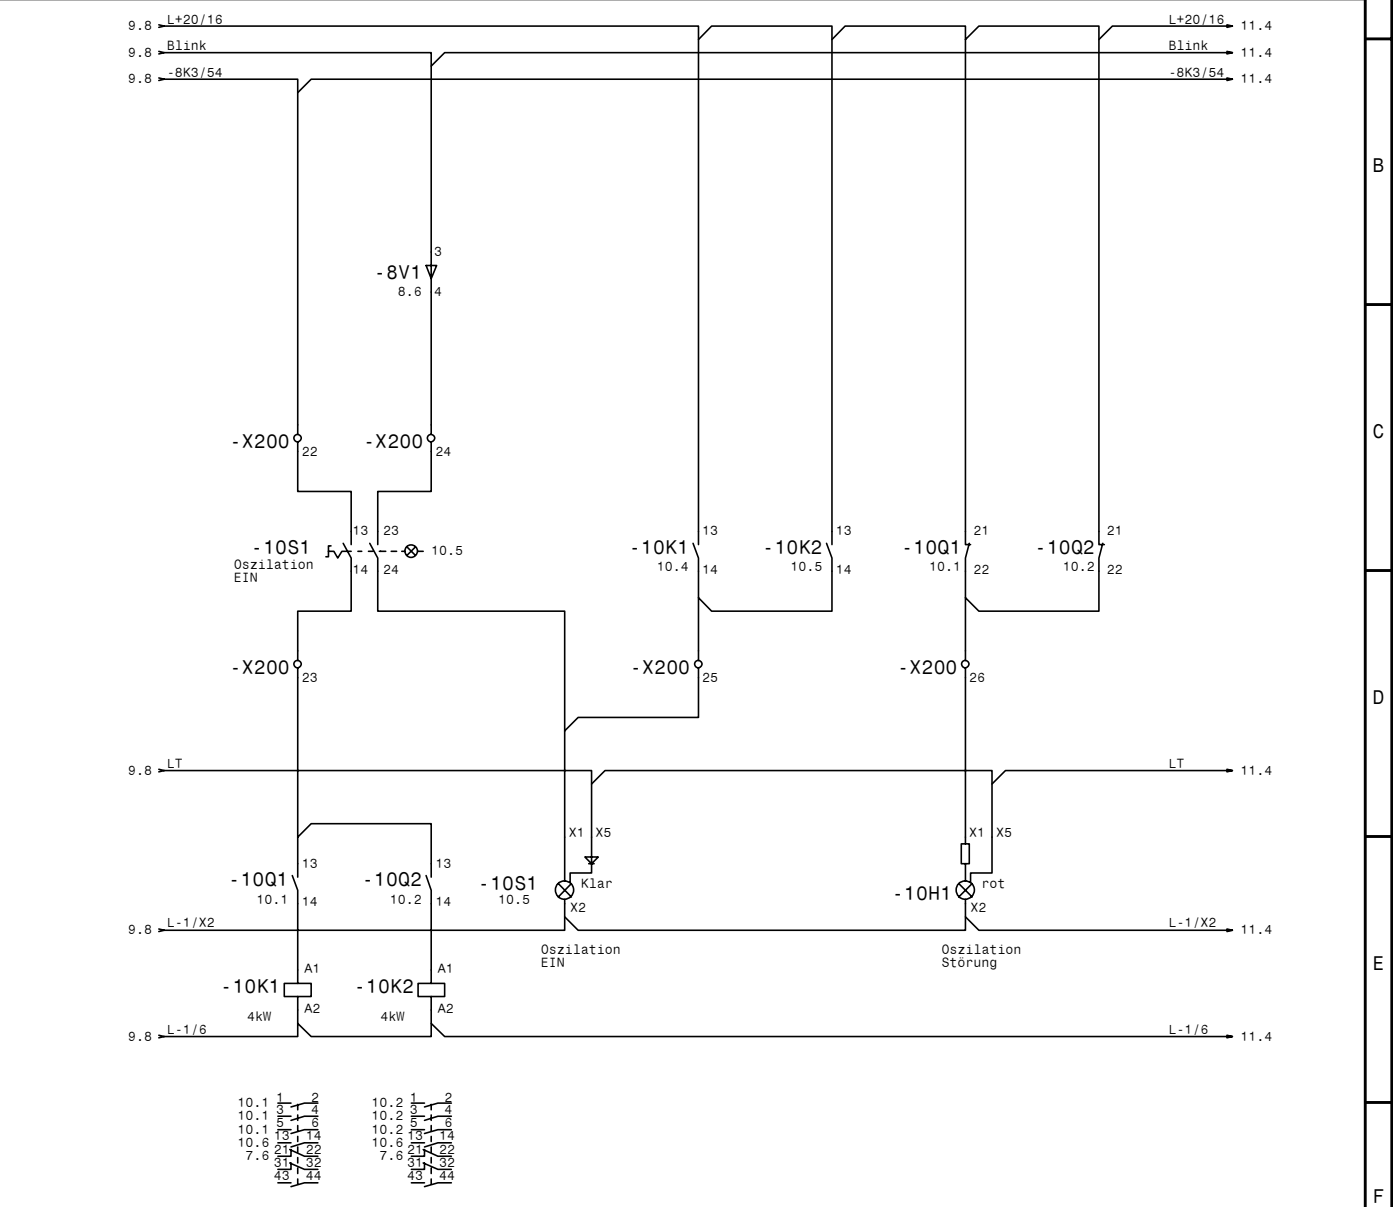 9.8 L+20/16 L+20/16 11.4
9.8 Blink Blink 11.4
9.8 -8K3/54 -8K3/54 11.4
B
3
-8V1
8.6 4
C
-X200 22 -X200 24
13 23 13 13 21 21
-10S1 10.5 -10K1 -10K2 -10Q1 -10Q2
Oszilation 14 24 10.4 14 10.5 14 10.1 22 10.2 22
EIN
-X200 23 -X200 25 -X200 26
D
9.8 LT LT 11.4
X1 X5 X1 X5
13 13
-10Q1 -10Q2 -10S1 Klar -10H1 rot
10.1 14 10.2 14 10.5 X2 X2
9.8 L-1/X2 L-1/X2 11.4
Oszilation Oszilation
EIN Störung
E
A1 A1
-10K1 -10K2
A2 A2
4kW 4kW
9.8 L-1/6 L-1/6 11.4
10.1 1 2 10.2 1 2
10.1 3 4 10.2 3 4
10.1 5 6 10.2 5 6
10.6 13 14 10.6 13 14
7.6 21 22 7.6 21 22
31 32 31 32
43 44 43 44
F